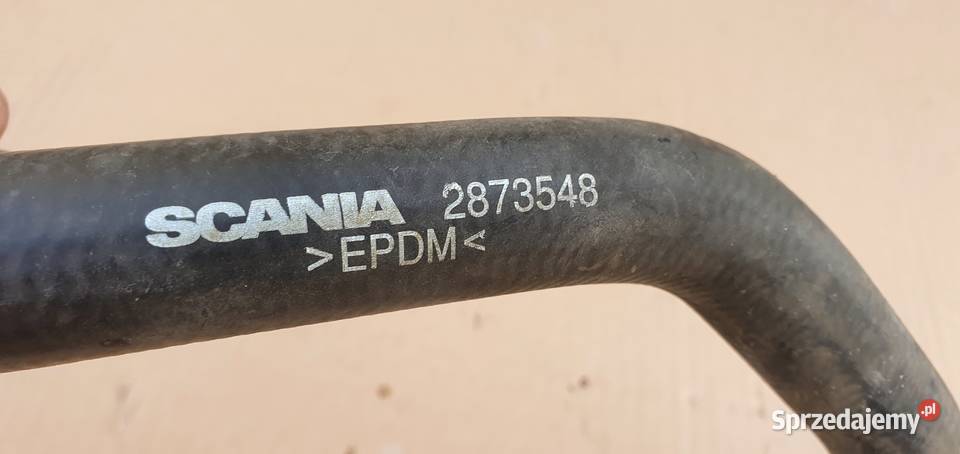 SCANIA 2873548
>EPDM<
Sprzedajemy.pl